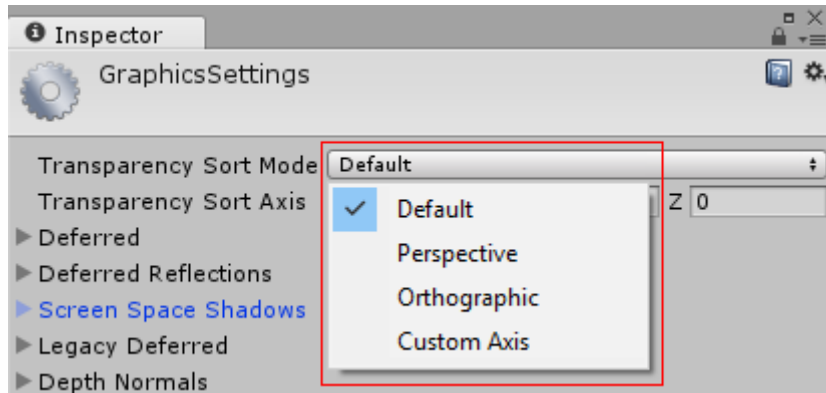 Inspector
GraphicsSettings
Transparency Sort Mode Default
Transparency Sort Axis Z 0
Default
Perspective
Orthographic
Custom Axis
Deferred
Deferred Reflections
Screen Space Shadows
Legacy Deferred
Depth Normals